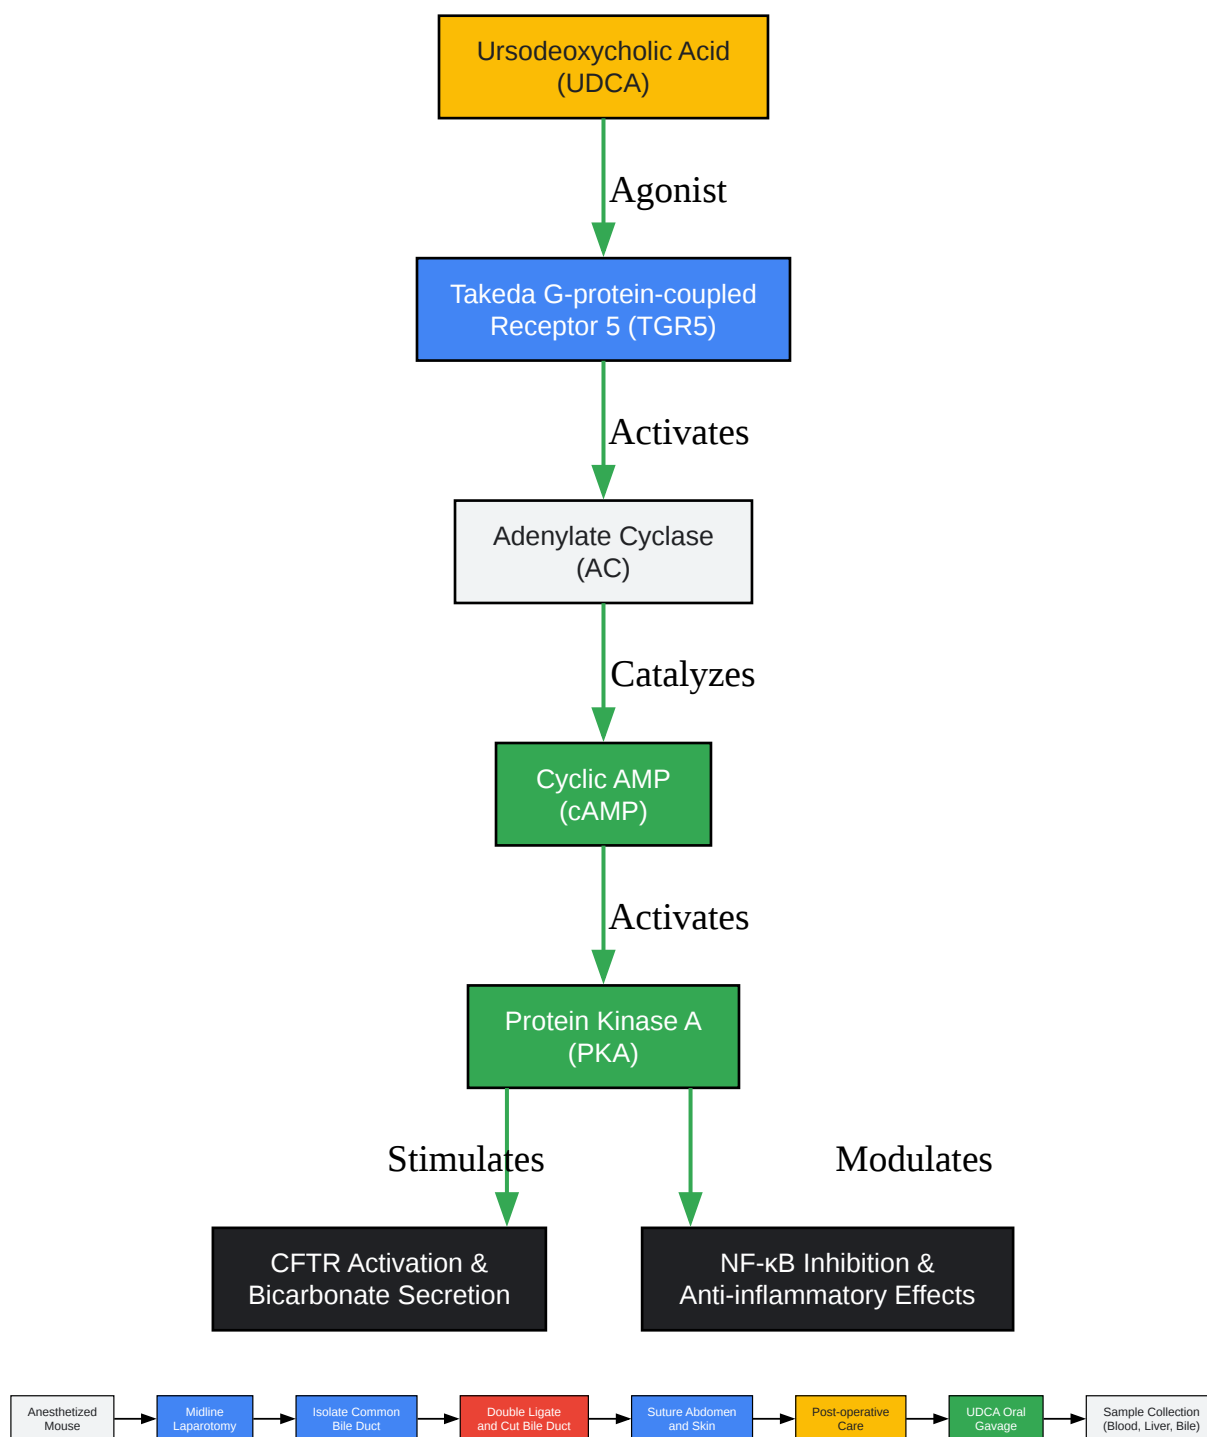 Ursodeoxycholic Acid
(UDCA)
Agonist
Takeda G-protein-coupled
Receptor 5 (TGR5)
Activates
Adenylate Cyclase
(AC)
Catalyzes
Cyclic AMP
(cAMP)
Activates
Protein Kinase A
(PKA)
Stimulates
Modulates
CFTR Activation &
Bicarbonate Secretion
NF-κB Inhibition &
Anti-inflammatory Effects
Anesthetized
Mouse
Midline
Laparotomy
Isolate Common
Bile Duct
Double Ligate
and Cut Bile Duct
Suture Abdomen
and Skin
Post-operative
Care
UDCA Oral
Gavage
Sample Collection
(Blood, Liver, Bile)